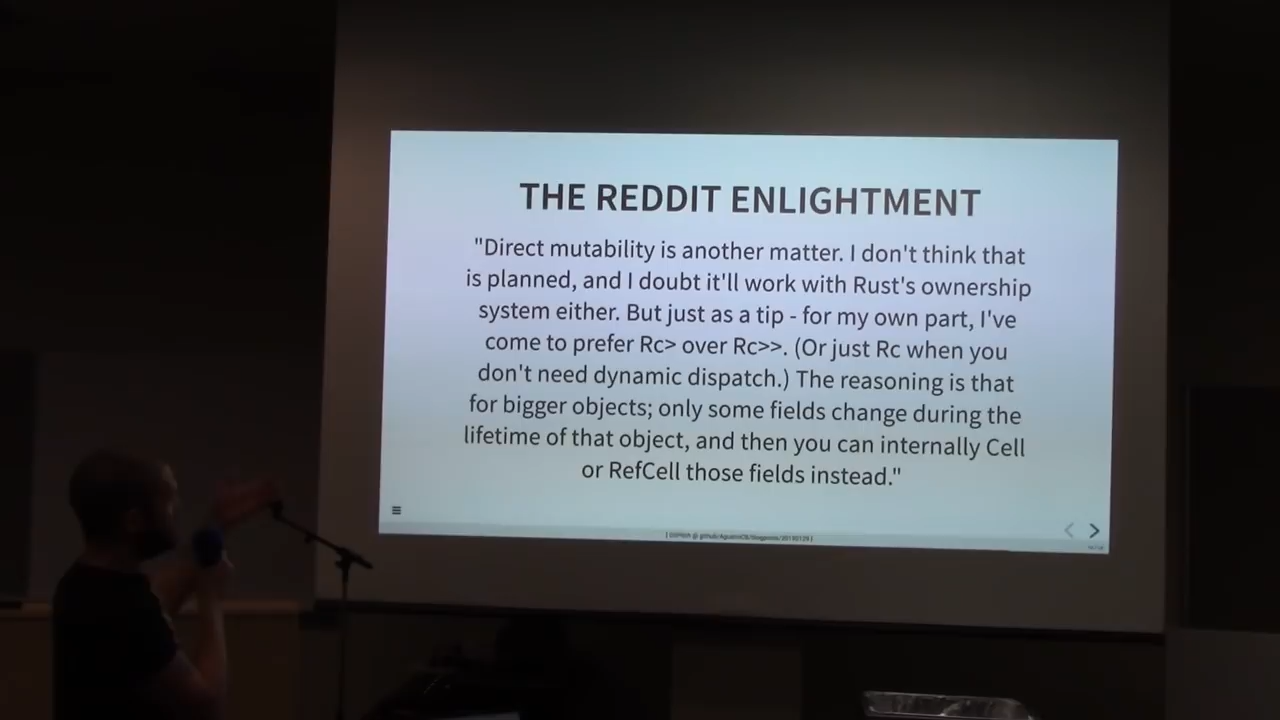 THE REDDIT ENLIGHTMENT
"Direct mutability is another matter. I don't think that
is planned, and I doubt it'll work with Rust's ownership
system either. But just as a tip - for my own part, I've
come to prefer Rc> over Rc>>. (Or just Rc when you
don't need dynamic dispatch.) The reasoning is that
for bigger objects; only some fields change during the
lifetime of that object, and then you can internally Cell
or RefCell those fields instead."